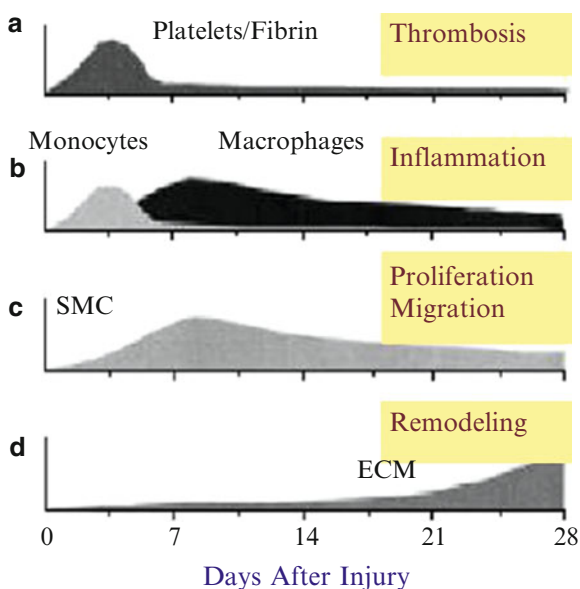 a
Platelets/Fibrin
Thrombosis
Monocytes
Macrophages
b
Inflammation
c
SMC
Proliferation
Migration
d
Remodeling
ECM
0 7 14 21 28
Days After Injury